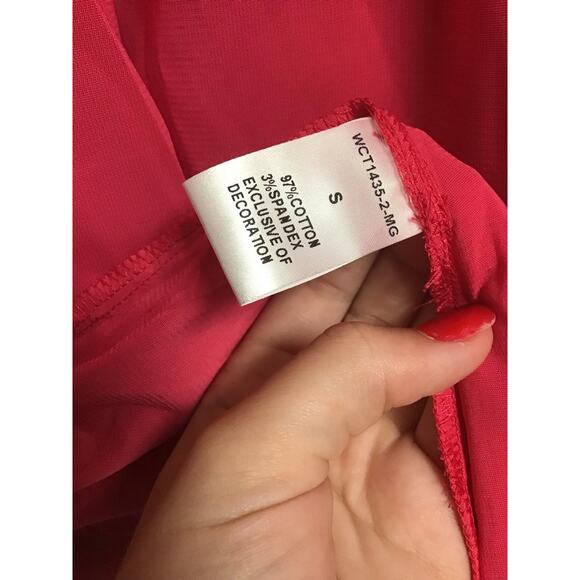 WCT1435-2-MG
S
97%COTTON
3%SPANDEX
EXCLUSIVE OF
DECORATION